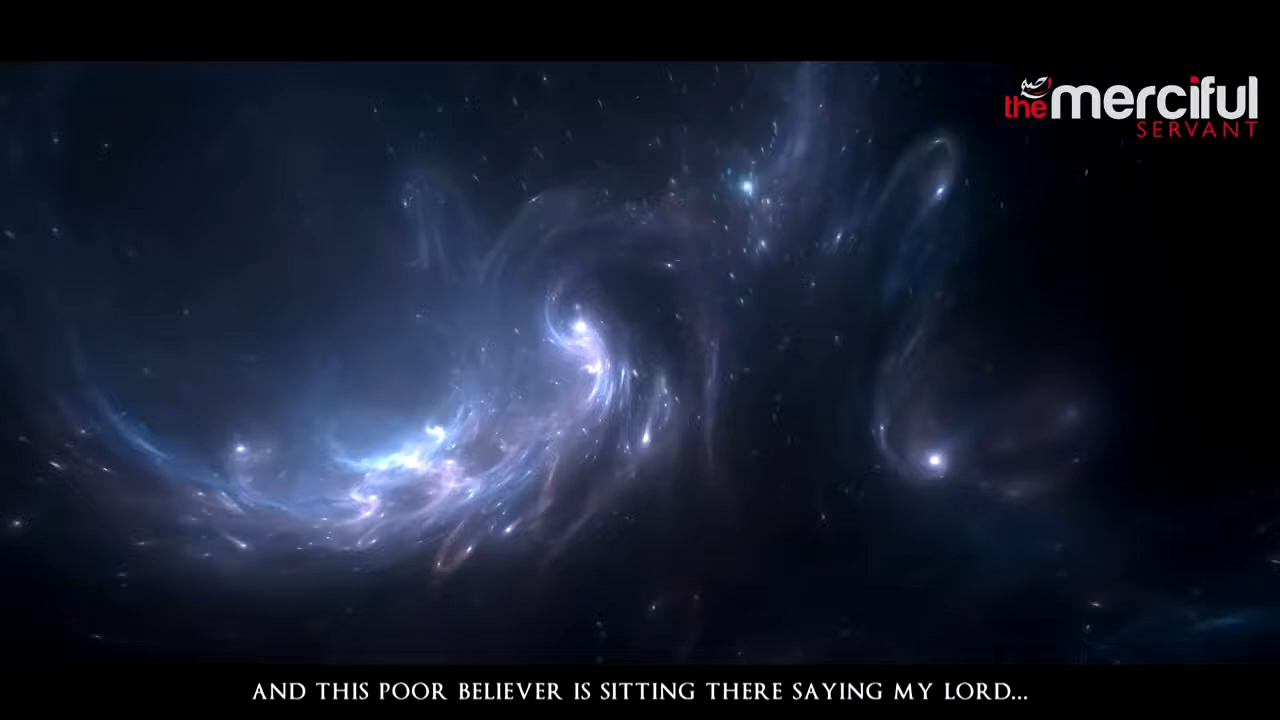 the merciful
SERVANT
AND THIS POOR BELIEVER IS SITTING THERE SAYING MY LORD...